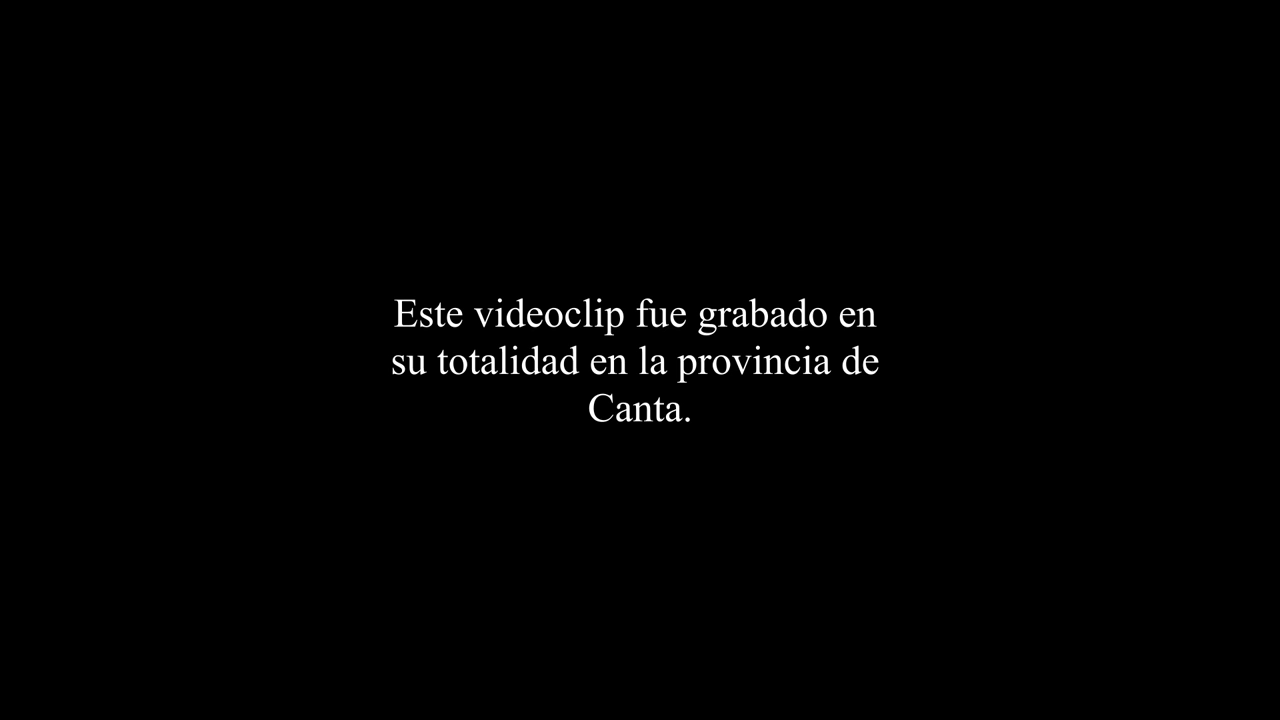 Este videoclip fue grabado en
su totalidad en la provincia de
Canta.